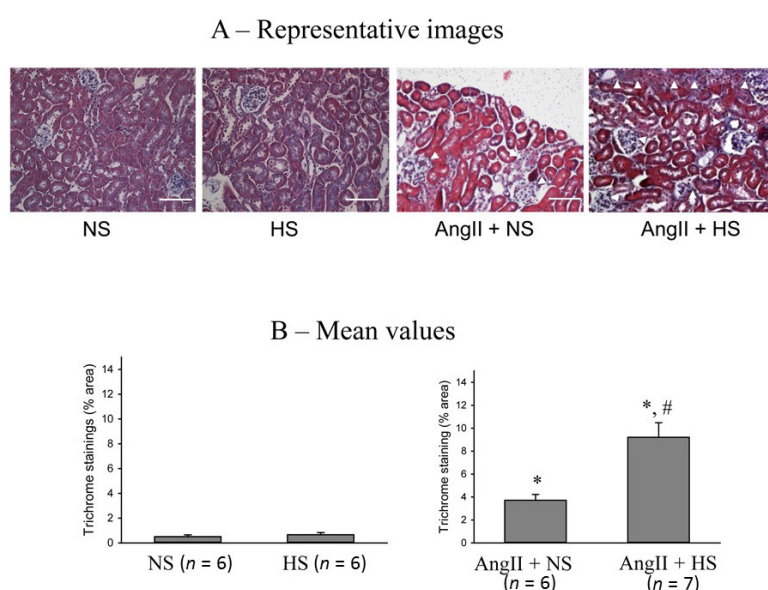 A – Representative images
NS
HS
AngII + NS
AngII + HS
B – Mean values
Trichrome stainings (% area)
14
12
10
8
6
4
2
0
NS (n = 6)
HS (n = 6)
Trichrome staining (% area)
14
12
10
8
6
4
2
0
*
*, #
AngII + NS
(n = 6)
AngII + HS
(n = 7)